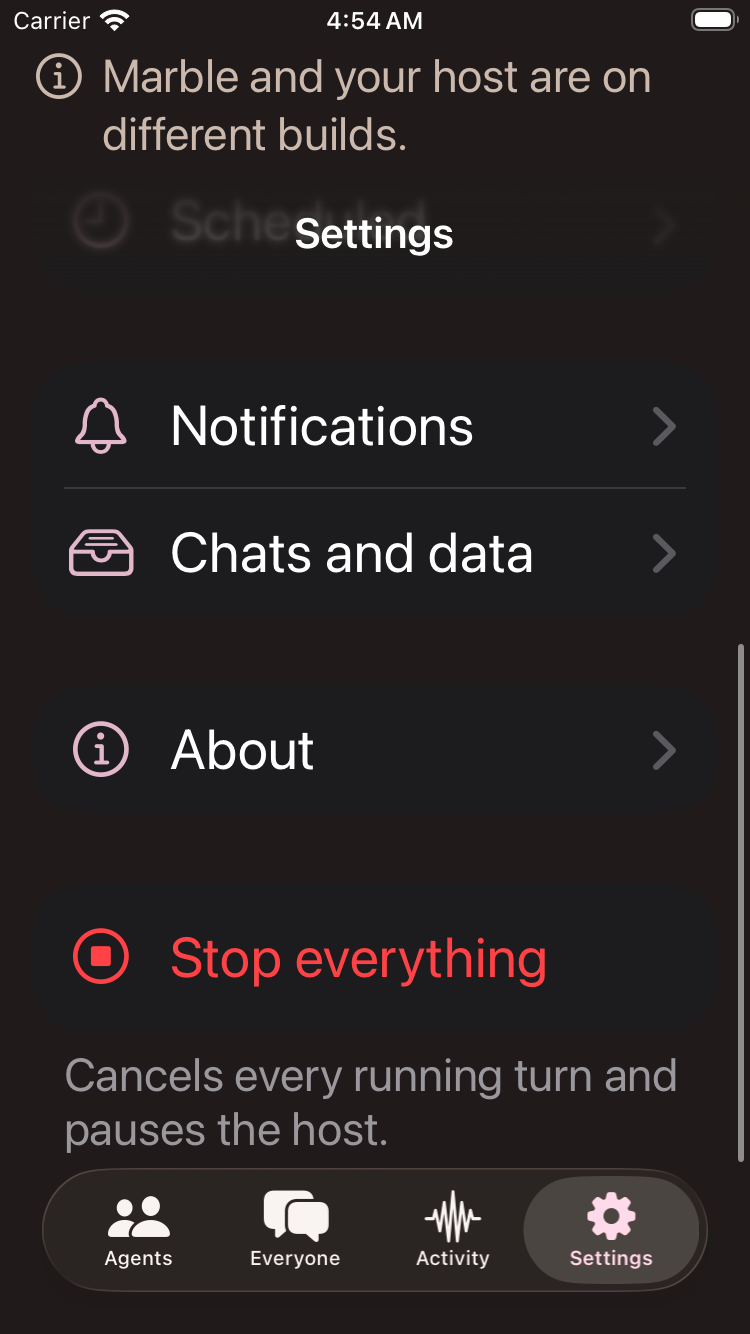 Carrier 4:54 AM
Marble and your host are on
different builds.
Scheduled
Settings
Notifications
Chats and data
About
Stop everything
Cancels every running turn and
pauses the host.
Agents Everyone Activity Settings